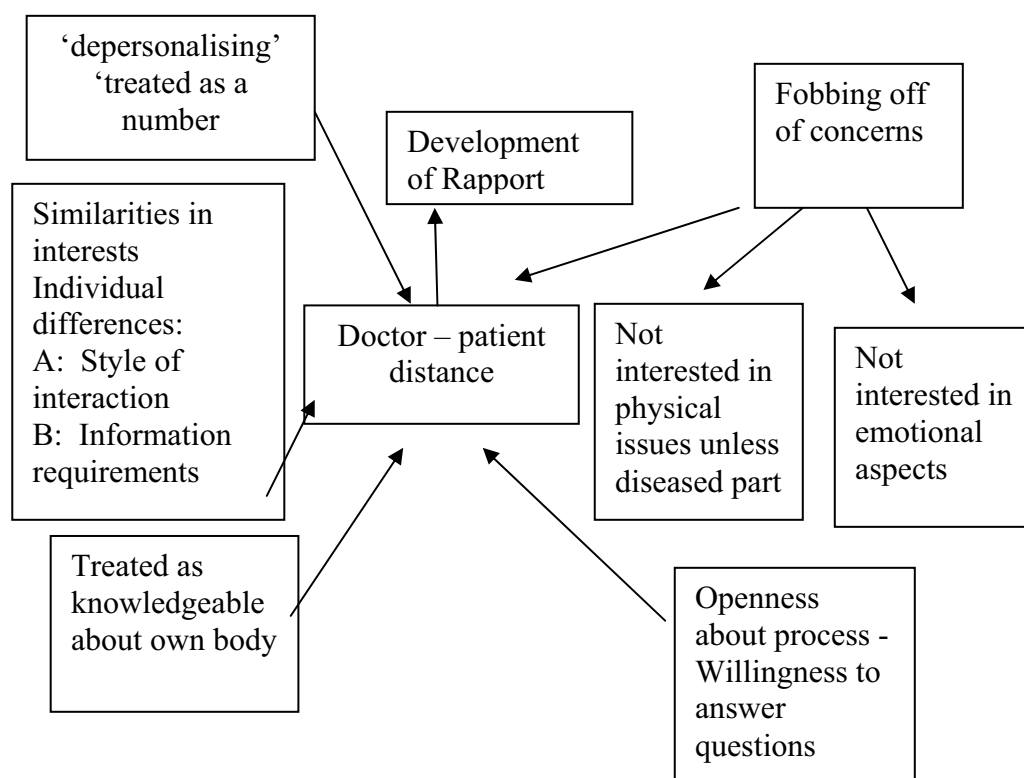 ‘depersonalising’
‘treated as a
number
Development
of Rapport
Fobbing off
of concerns
Similarities in
interests
Individual
differences:
A:  Style of
interaction
B:  Information
requirements
Doctor – patient
distance
Not
interested in
physical
issues unless
diseased part
Not
interested in
emotional
aspects
Treated as
knowledgeable
about own body
Openness
about process -
Willingness to
answer
questions